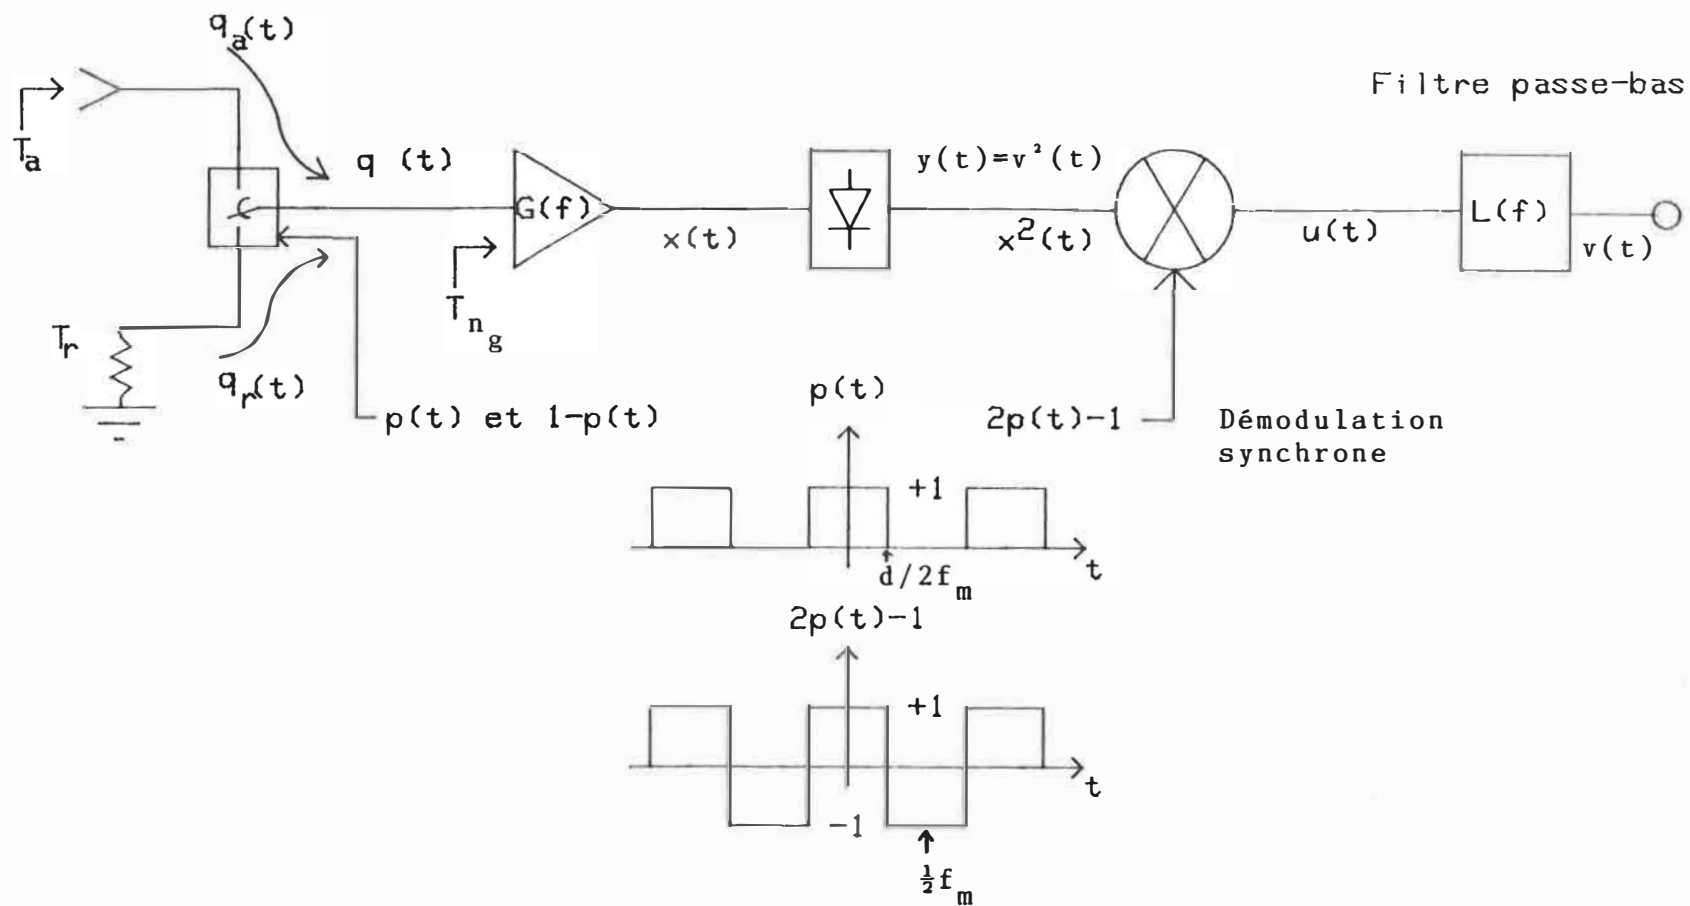 q_a(t)
Filtre passe-bas
T_a
q (t)
G(f)
x(t)
y(t)=v²(t)
x²(t)
u(t)
L(f)
v(t)
T_{n_g}
T_r
q_r(t)
p(t) et 1-p(t)
p(t)
2p(t)-1
Démodulation
synchrone
+1
t
d/2f_m
2p(t)-1
+1
t
-1
½f_m